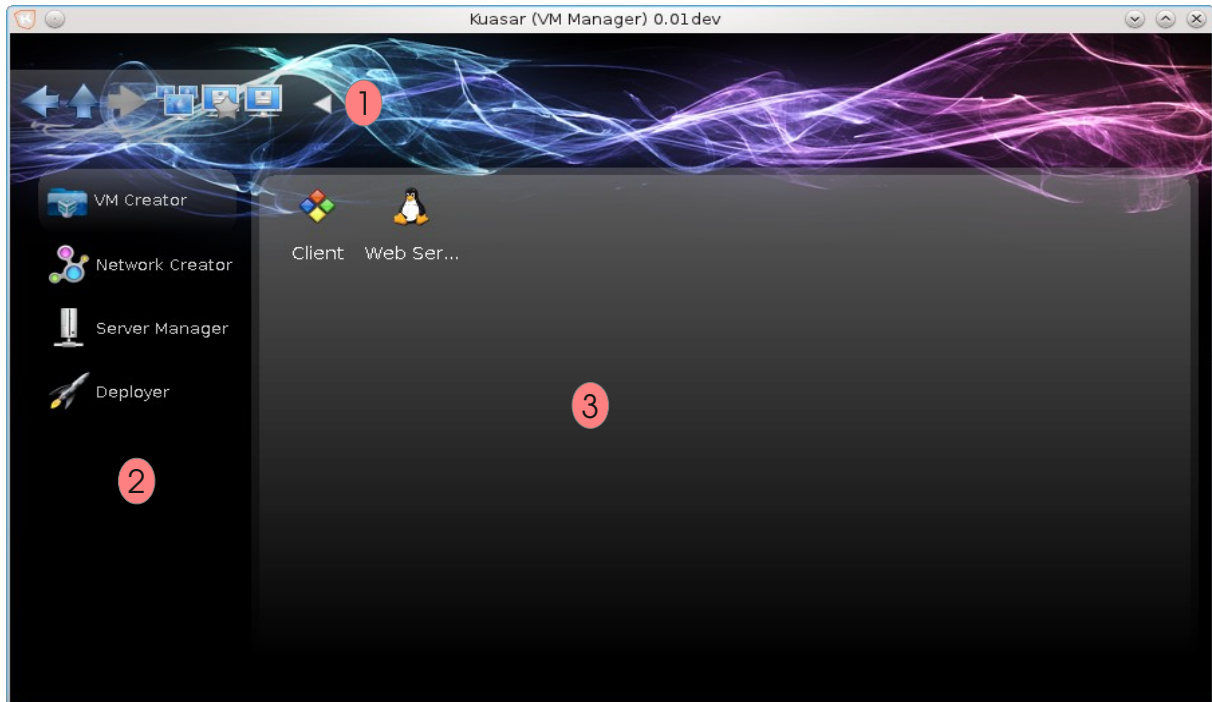 Kuasar (VM Manager) 0.01dev
1
VM Creator
Network Creator
Server Manager
Deployer
2
Client
Web Ser...
3